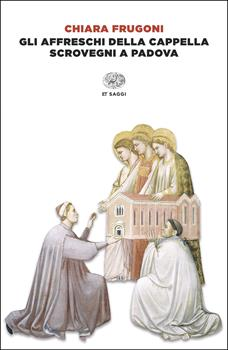 CHIARA FRUGONI
GLI AFFRESCHI DELLA CAPPELLA
SCROVEGNI A PADOVA
ET SAGGI